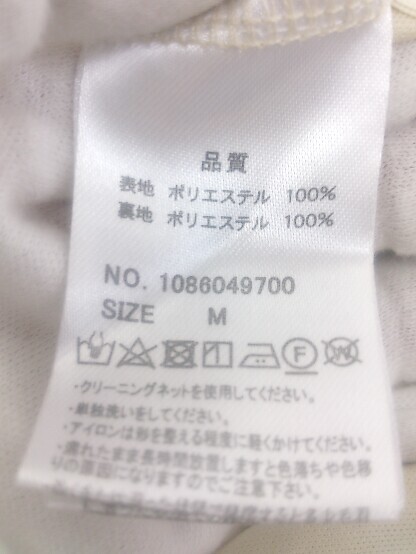 品質
表地 ポリエステル 100%
裏地 ポリエステル 100%
NO. 1086049700
SIZE M
F W
・クリーニングネットを使用してください。
・単独洗いをしてください。
・アイロンは形を整える程度に軽くかけてください。
・濡れたまま長時間放置しますと色落ちや色移
りの原因になりますのでご注意下さい。